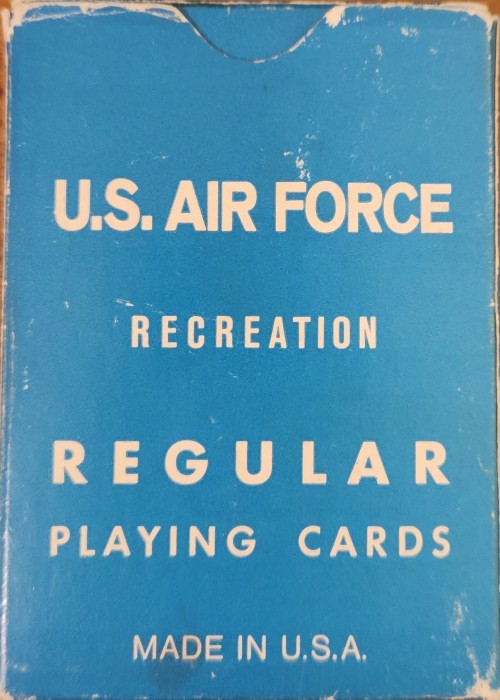 U.S. AIR FORCE
RECREATION
REGULAR
PLAYING CARDS
MADE IN U.S.A.